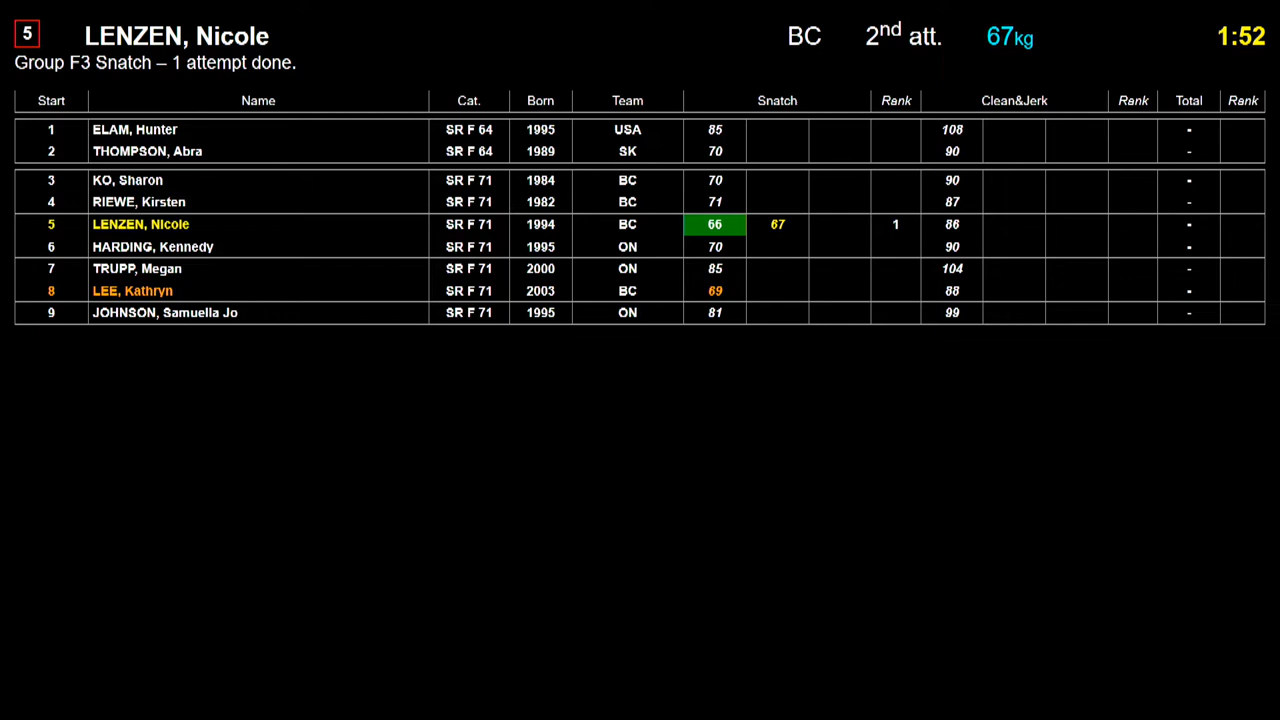 5 LENZEN, Nicole BC 2nd att. 67kg 1:52
Group F3 Snatch – 1 attempt done.
Start Name Cat. Born Team Snatch Rank Clean&Jerk Rank Total Rank
1 ELAM, Hunter SR F 64 1995 USA 85 108 -
2 THOMPSON, Abra SR F 64 1989 SK 70 90 -
3 KO, Sharon SR F 71 1984 BC 70 90 -
4 RIEWE, Kirsten SR F 71 1982 BC 71 87 -
5 LENZEN, Nicole SR F 71 1994 BC 66 67 1 86 -
6 HARDING, Kennedy SR F 71 1995 ON 70 90 -
7 TRUPP, Megan SR F 71 2000 ON 85 104 -
8 LEE, Kathryn SR F 71 2003 BC 69 88 -
9 JOHNSON, Samuella Jo SR F 71 1995 ON 81 99 -